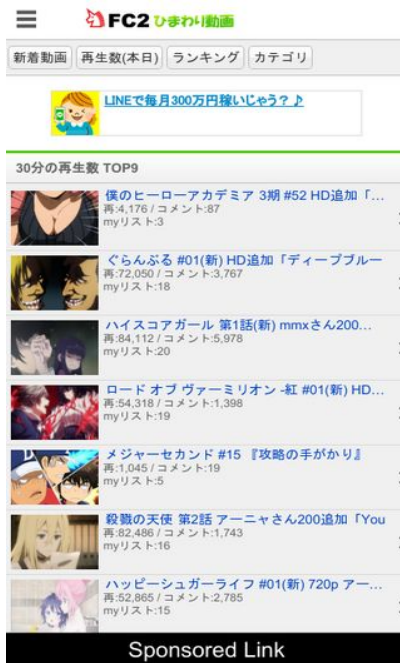 FC2 ひまわり動画
新着動画 再生数(本日) ランキング カテゴリ
LINEで毎月300万円稼いじゃう？♪
30分の再生数 TOP9
僕のヒーローアカデミア 3期 #52 HD追加「...
再:4,176 / コメント:87
myリスト:3
ぐらんぶる #01(新) HD追加「ディープブルー
再:72,050 / コメント:3,767
myリスト:18
ハイスコアガール 第1話(新) mmxさん200...
再:84,112 / コメント:5,978
myリスト:20
ロード オブ ヴァーミリオン -紅 #01(新) HD...
再:54,318 / コメント:1,398
myリスト:19
メジャーセカンド #15 『攻略の手がかり』
再:1,045 / コメント:19
myリスト:5
殺戮の天使 第2話 アーニャさん200追加「You
再:82,486 / コメント:1,743
myリスト:16
ハッピーシュガーライフ #01(新) 720p アー...
再:52,865 / コメント:2,785
myリスト:15
Sponsored Link